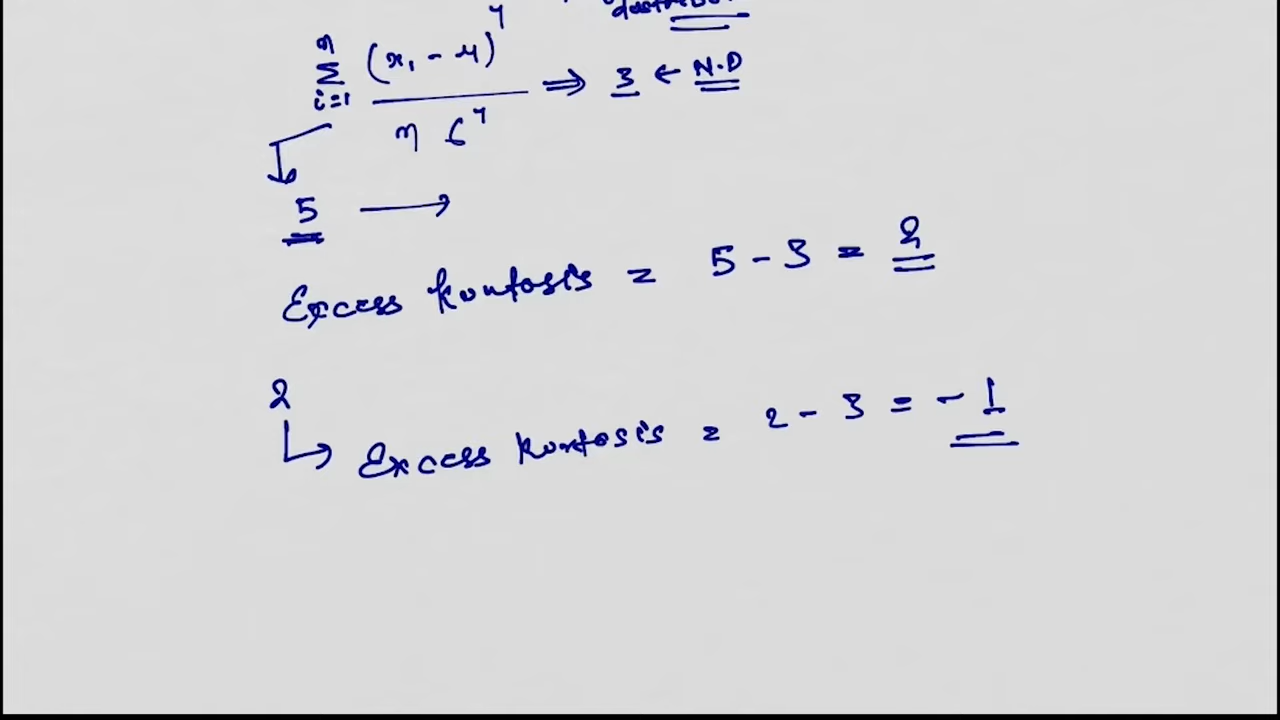 n 4
Σ (x₁ - μ) ⇒ 3 ← N.D
i=1 n σ⁴
5 →
Excess kurtosis = 5 - 3 = 2
2
↳ Excess kurtosis = 2 - 3 = -1